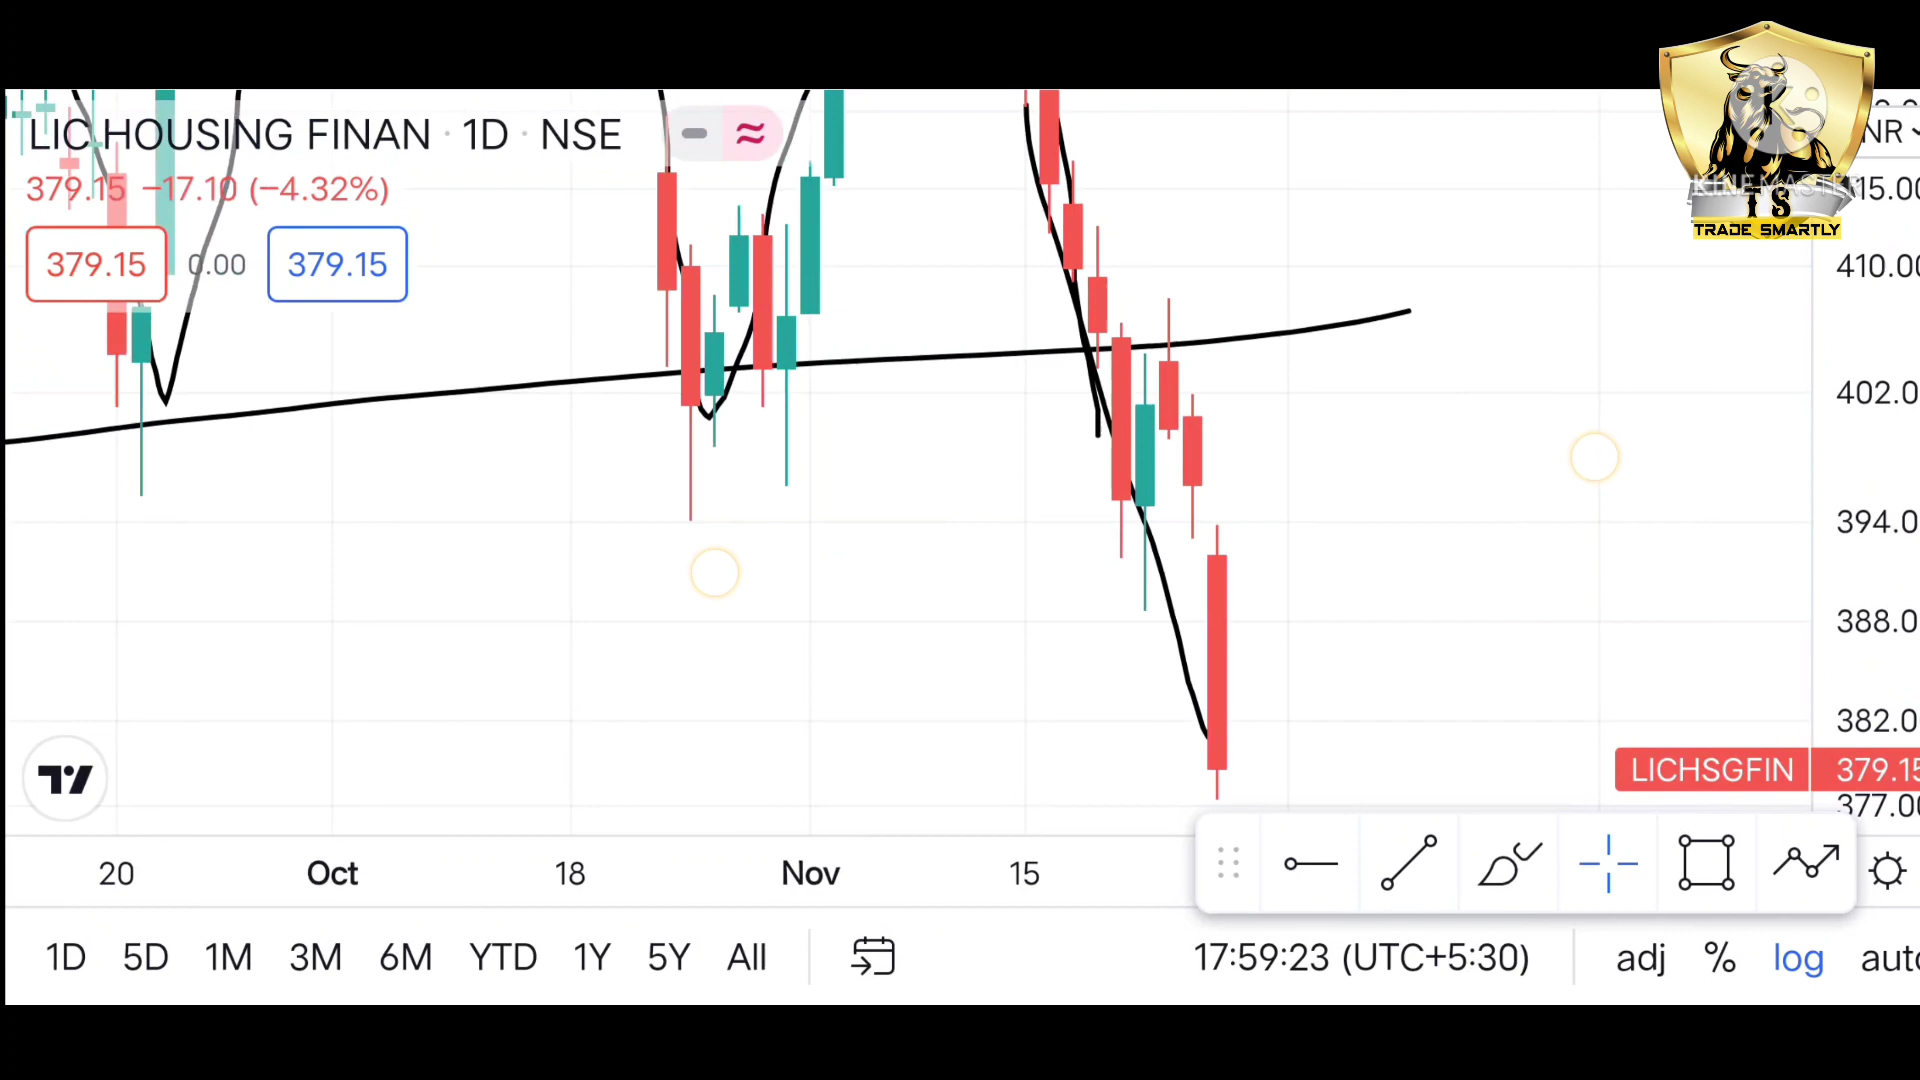 LIC HOUSING FINAN · 1D · NSE
379.15 −17.10 (−4.32%)
379.15 0.00 379.15
NR
15.00
KINEMASTER
TS
TRADE SMARTLY
410.00
402.0
394.0
388.0
382.0
LICHSGFIN 379.15
377.00
20 Oct 18 Nov 15
1D 5D 1M 3M 6M YTD 1Y 5Y All 17:59:23 (UTC+5:30) adj % log auto